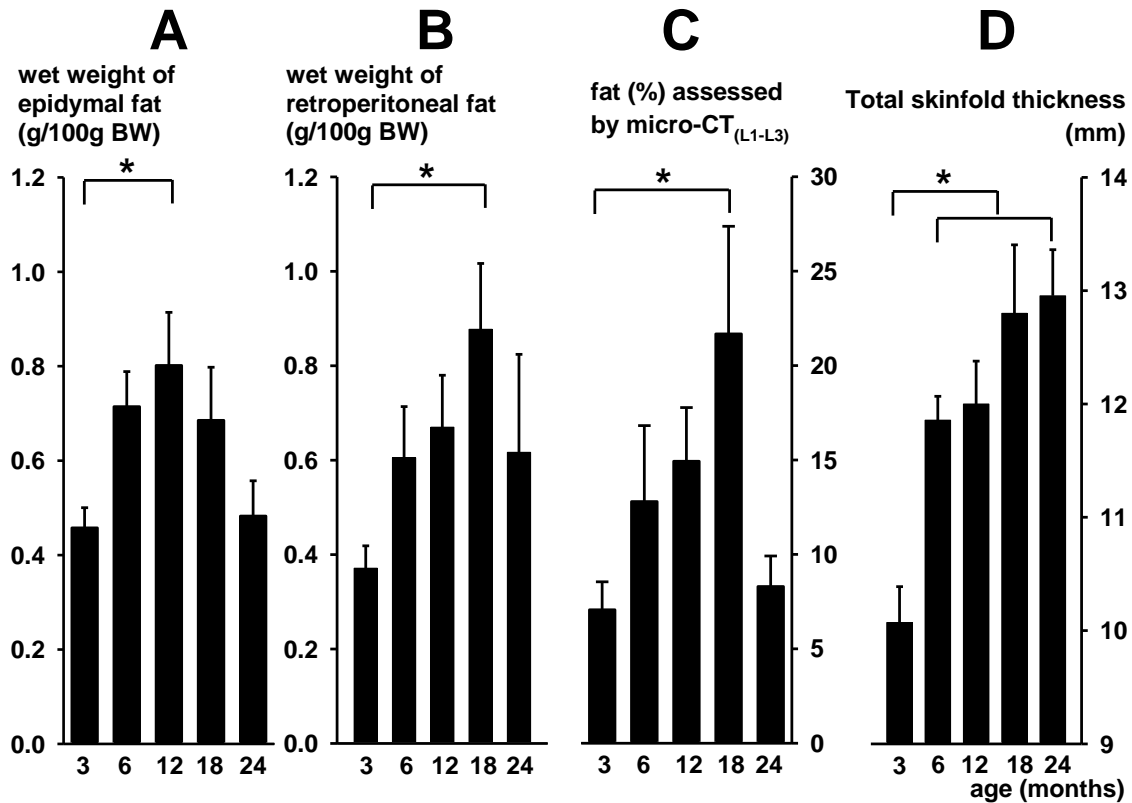 A
B
C
D
wet weight of
epidymal fat
(g/100g BW)
wet weight of
retroperitoneal fat
(g/100g BW)
fat (%) assessed
by micro-CT(L1-L3)
Total skinfold thickness
(mm)
*
1.2
1.0
0.8
0.6
0.4
0.2
0.0
3 6 12 18 24
*
1.2
1.0
0.8
0.6
0.4
0.2
0.0
3 6 12 18 24
*
30
25
20
15
10
5
0
3 6 12 18 24
*
14
13
12
11
10
9
3 6 12 18 24
age (months)